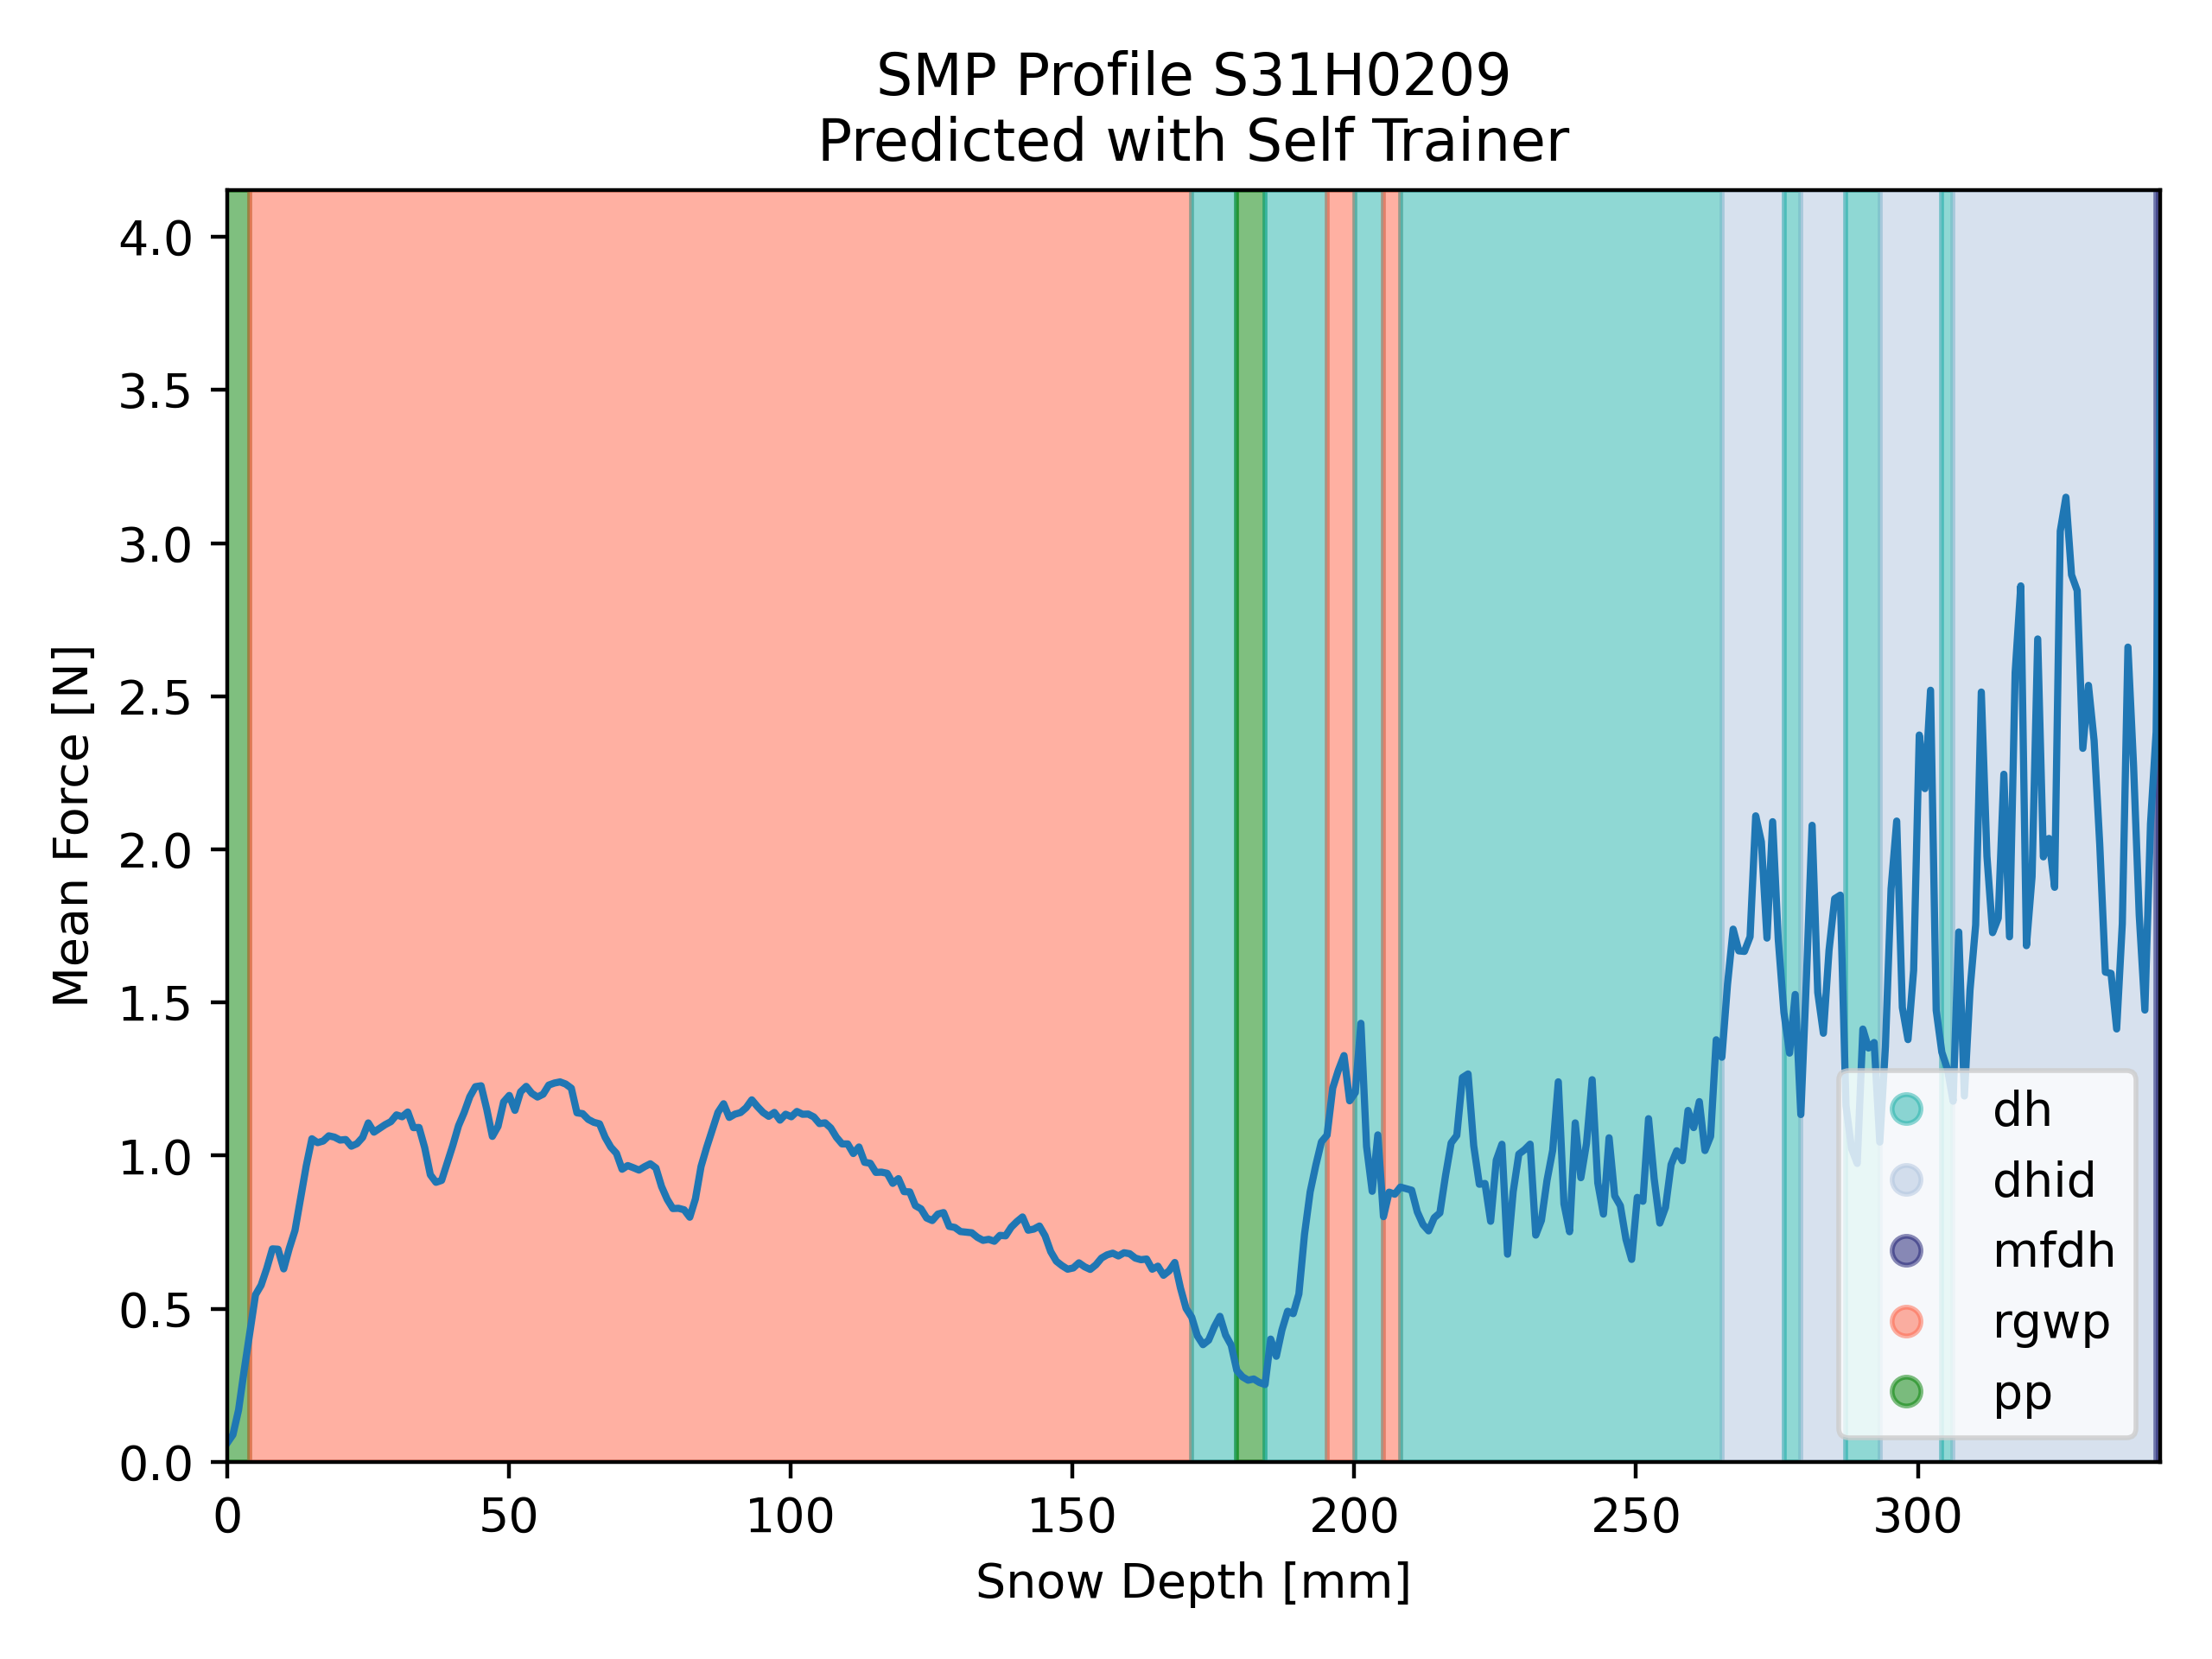 SMP Profile S31H0209
Predicted with Self Trainer
Mean Force [N]
4.0
3.5
3.0
2.5
2.0
1.5
1.0
0.5
0.0
dh
dhid
mfdh
rgwp
pp
0 50 100 150 200 250 300
Snow Depth [mm]